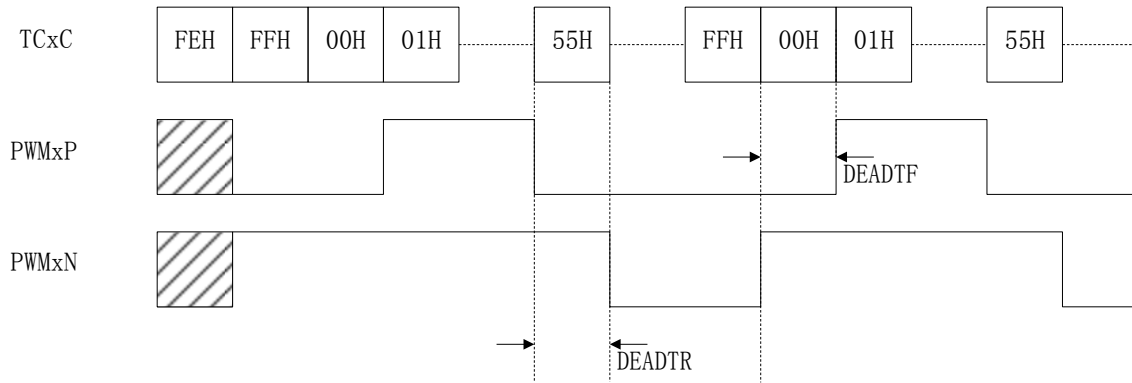 TCxC FEH FFH 00H 01H 55H FFH 00H 01H 55H
PWMxP
DEADTF
PWMxN
DEADTR